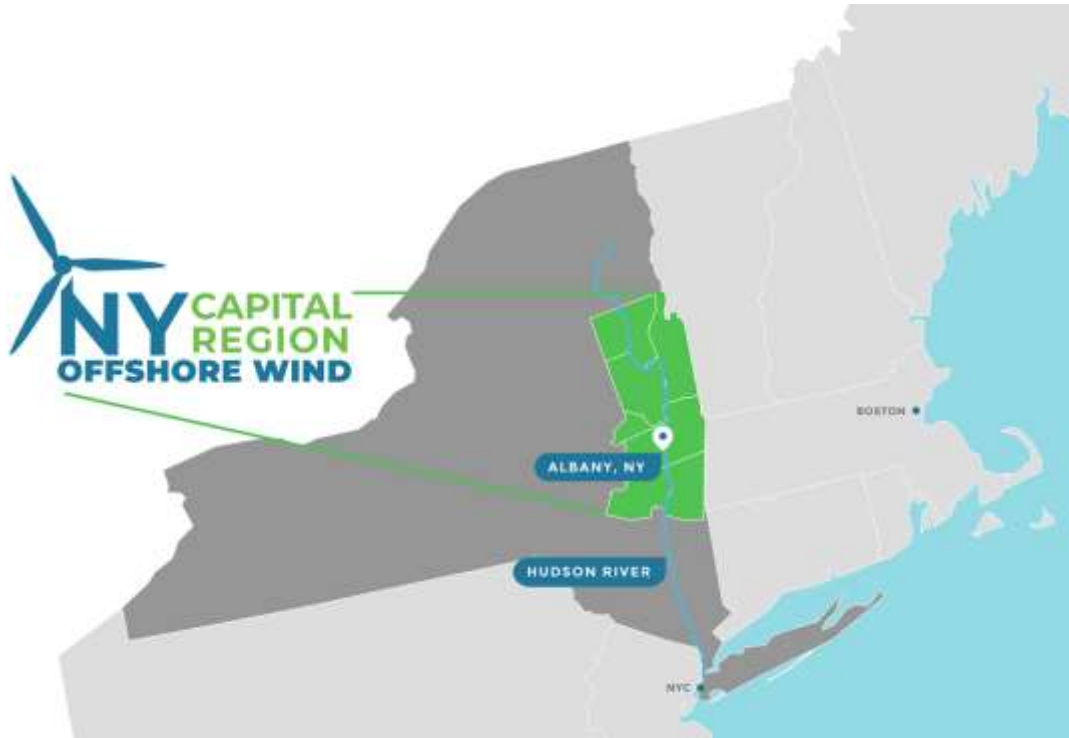 NY CAPITAL
REGION
OFFSHORE WIND
BOSTON
ALBANY, NY
HUDSON RIVER
NYC